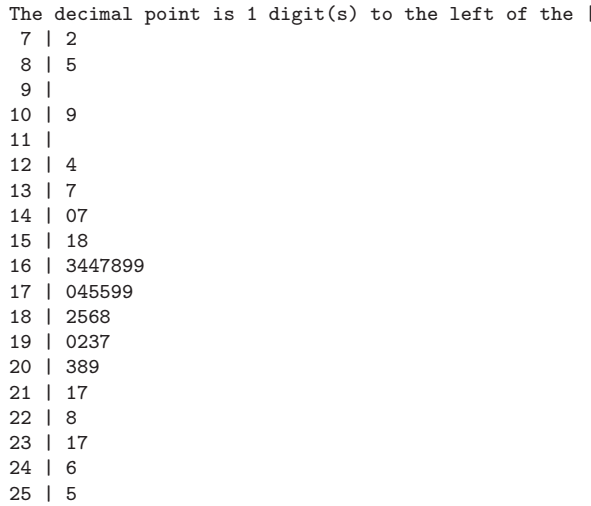 The decimal point is 1 digit(s) to the left of the |
7 | 2
8 | 5
9 |
10 | 9
11 |
12 | 4
13 | 7
14 | 07
15 | 18
16 | 3447899
17 | 045599
18 | 2568
19 | 0237
20 | 389
21 | 17
22 | 8
23 | 17
24 | 6
25 | 5